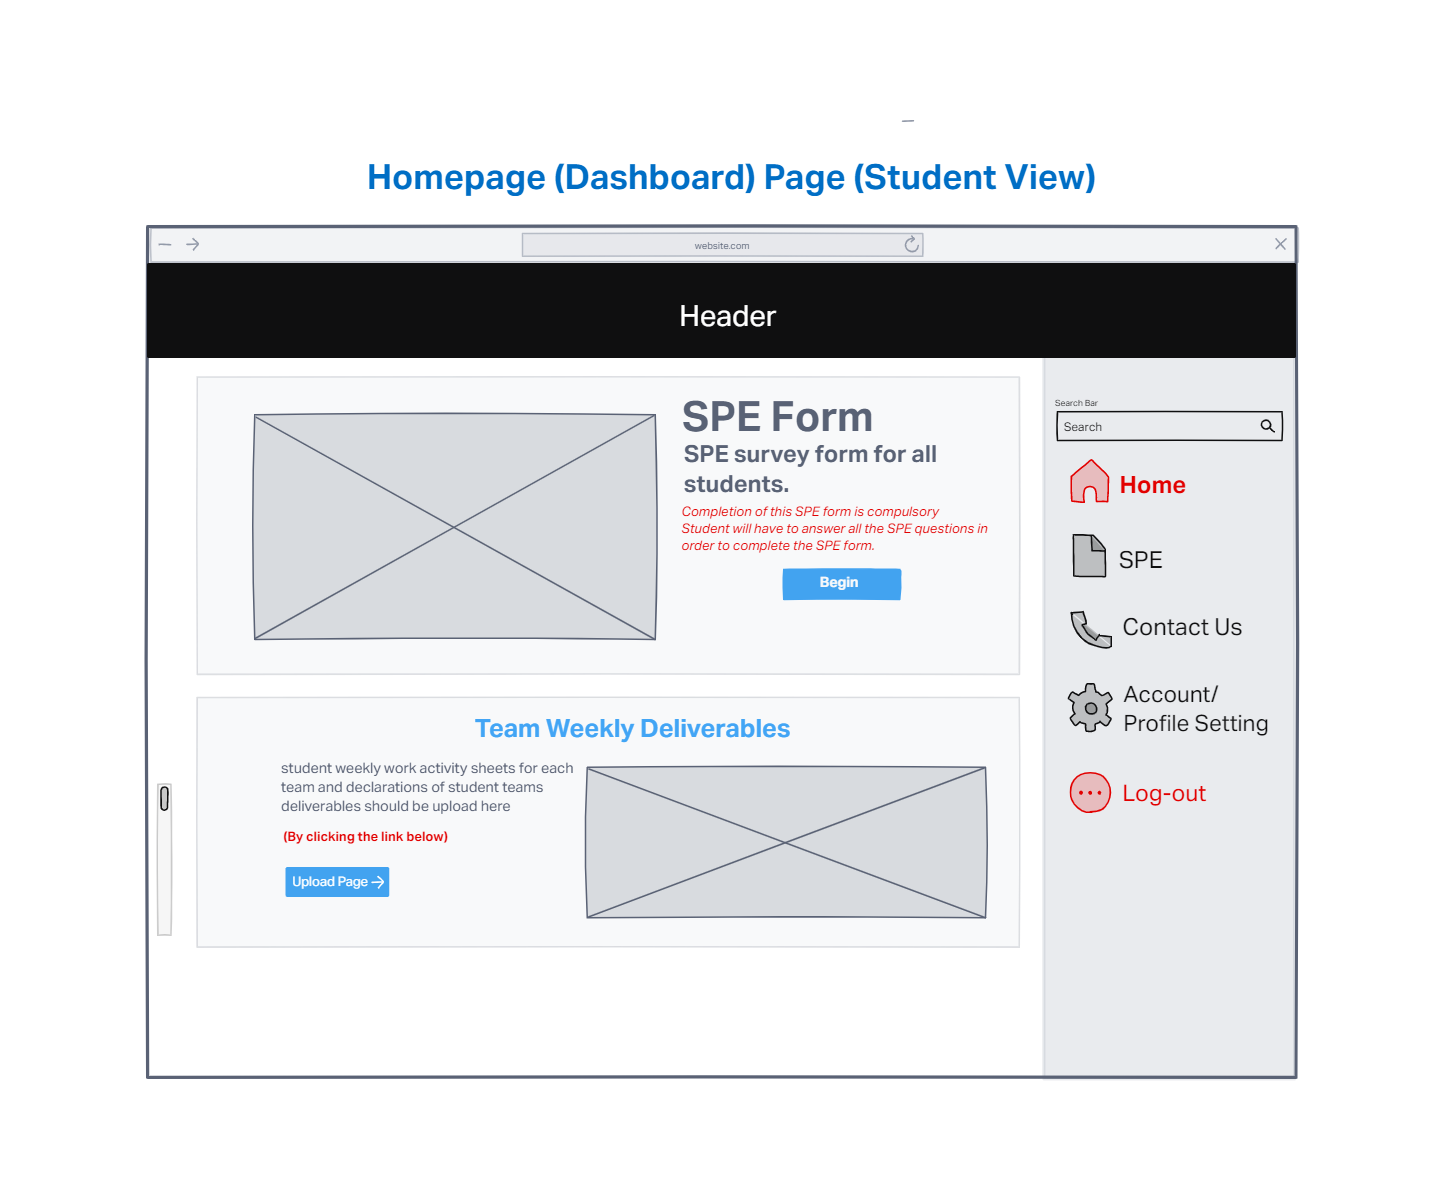 Homepage (Dashboard) Page (Student View)
website.com
Header
SPE Form
SPE survey form for all
students.
Completion of this SPE form is compulsory
Student will have to answer all the SPE questions in
order to complete the SPE form.
Begin
Team Weekly Deliverables
student weekly work activity sheets for each
team and declarations of student teams
deliverables should be upload here
(By clicking the link below)
Upload Page
Search Bar
Search
Home
SPE
Contact Us
Account/
Profile Setting
Log-out